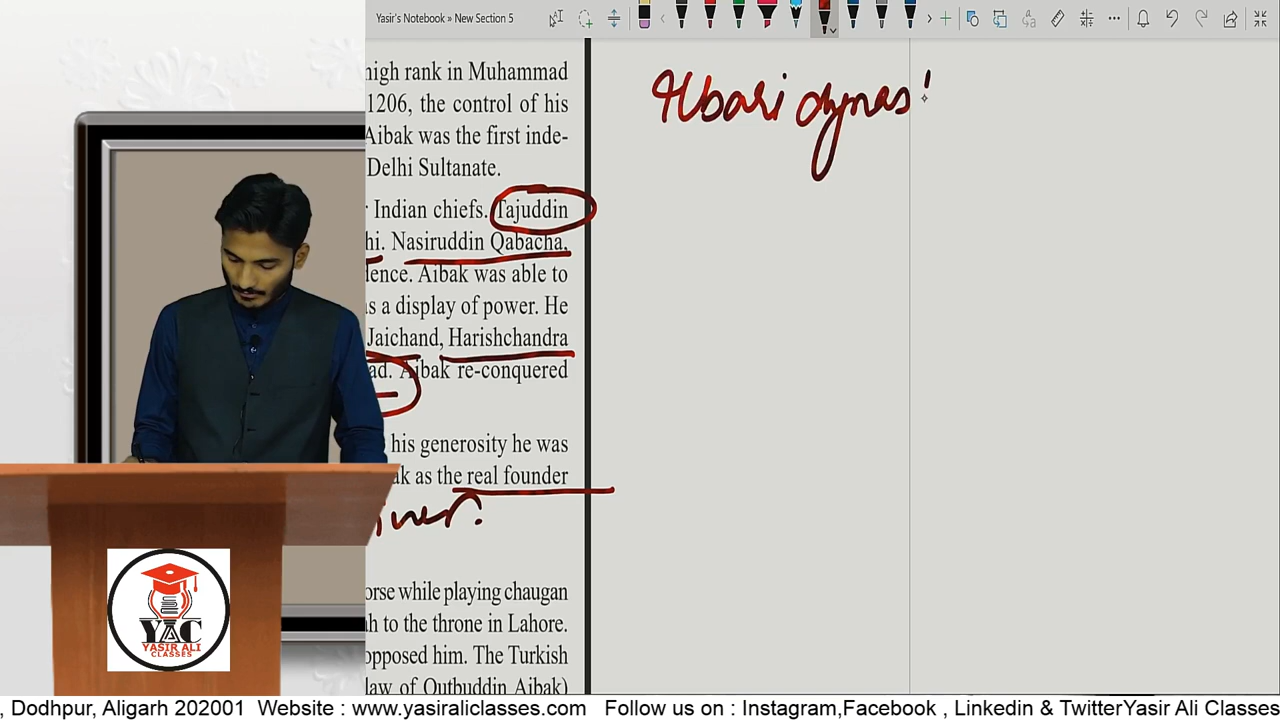 Yasir's Notebook » New Section 5
high rank in Muhammad
1206, the control of his
Aibak was the first inde-
Delhi Sultanate.
Indian chiefs. Tajuddin
hi. Nasiruddin Qabacha,
dence. Aibak was able to
as a display of power. He
Jaichand, Harishchandra
ad. Aibak re-conquered
his generosity he was
ak as the real founder
orse while playing chaugan
ah to the throne in Lahore.
opposed him. The Turkish
law of Qutbuddin Aibak)
Ilbari dynas
YAC
YASIR ALI
CLASSES
, Dodhpur, Aligarh 202001 Website : www.yasiraliclasses.com Follow us on : Instagram,Facebook , Linkedin & TwitterYasir Ali Classes